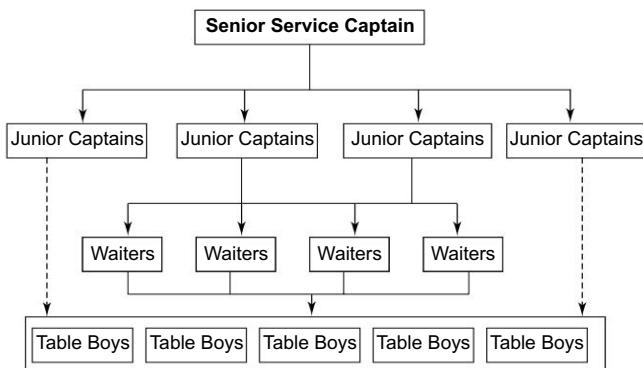 Senior Service Captain
Junior Captains
Junior Captains
Junior Captains
Junior Captains
Waiters
Waiters
Waiters
Waiters
Table Boys
Table Boys
Table Boys
Table Boys
Table Boys